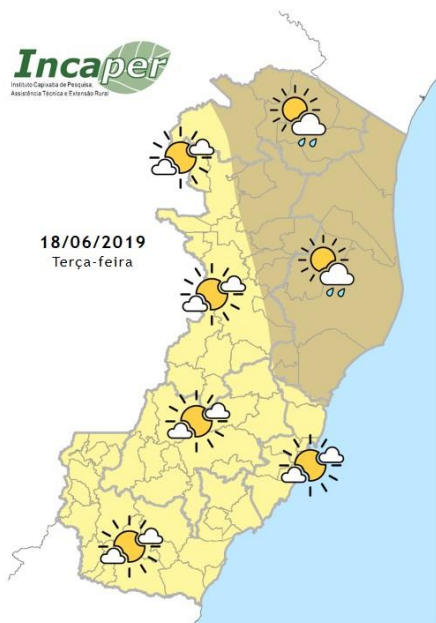 Incaper
Instituto Capixaba de Pesquisa,
Assistência Técnica e Extensão Rural
18/06/2019
Terça-feira